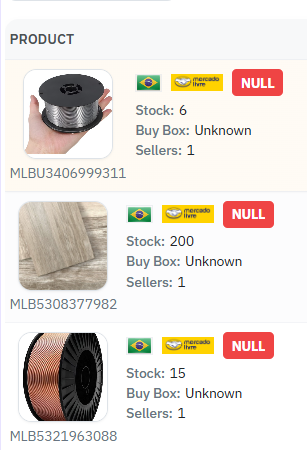 PRODUCT
mercado livre NULL
Stock: 6
Buy Box: Unknown
Sellers: 1
MLBU3406999311
mercado livre NULL
Stock: 200
Buy Box: Unknown
Sellers: 1
MLB5308377982
mercado livre NULL
Stock: 15
Buy Box: Unknown
Sellers: 1
MLB5321963088